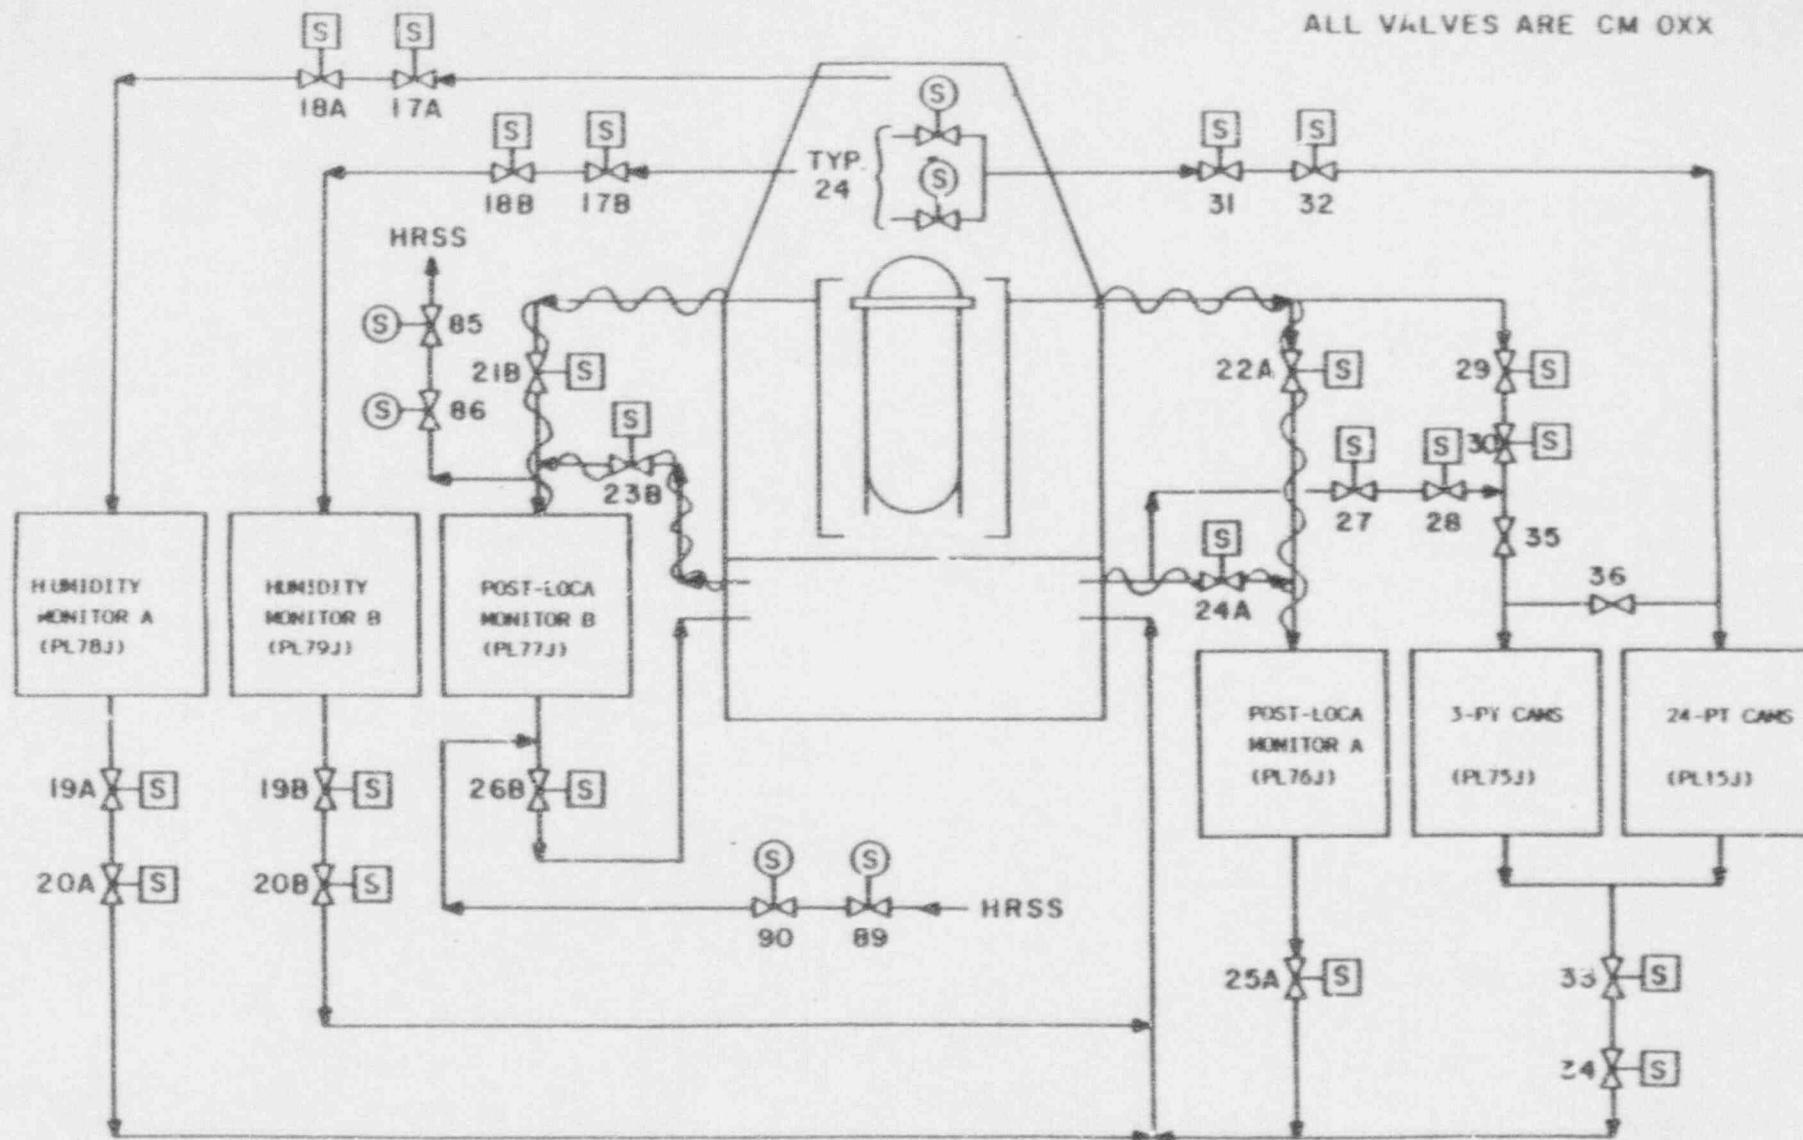 ALL VALVES ARE CM OXX
S
S
18A
17A
S
S
18B
17B
TYP
24
S
S
S
S
31
32
HRSS
S
85
S
86
21B
S
S
23B
22A
S
29
S
30
S
S
S
27
28
35
S
24A
36
HUMIDITY
MONITOR A
(PL78J)
HUMIDITY
MONITOR B
(PL79J)
POST-LOCA
MONITOR B
(PL77J)
POST-LOCA
MONITOR A
(PL76J)
3-PY CAMS
(PL75J)
24-PT CAMS
(PL15J)
19A
S
19B
S
26B
S
20A
S
20B
S
S
S
90
89
HRSS
25A
S
33
S
34
S